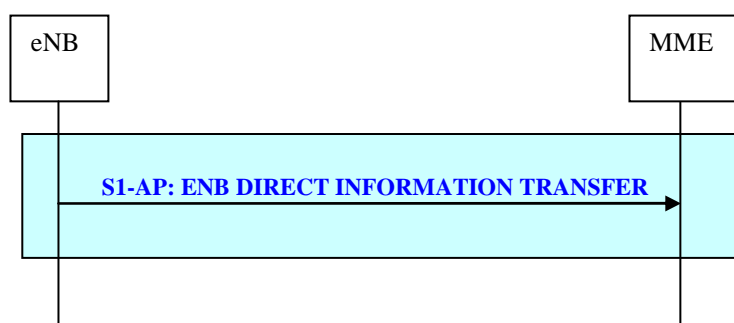 eNB
MME
S1-AP: ENB DIRECT INFORMATION TRANSFER